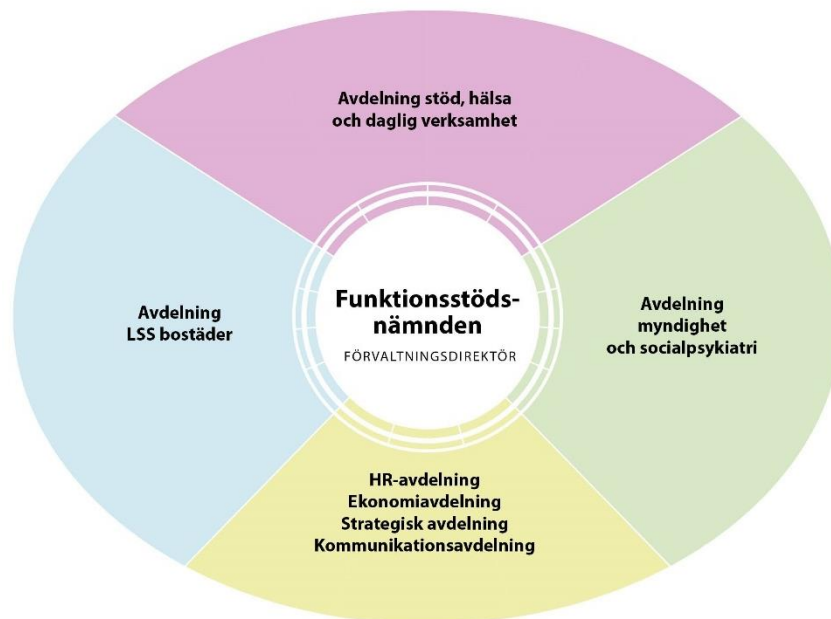 Avdelning stöd, hälsa
och daglig verksamhet
Avdelning
LSS bostäder
Funktionsstöds-
nämnden
FÖRVALTNINGSDIREKTÖR
Avdelning
myndighet
och socialpsykiatri
HR-avdelning
Ekonomiavdelning
Strategisk avdelning
Kommunikationsavdelning